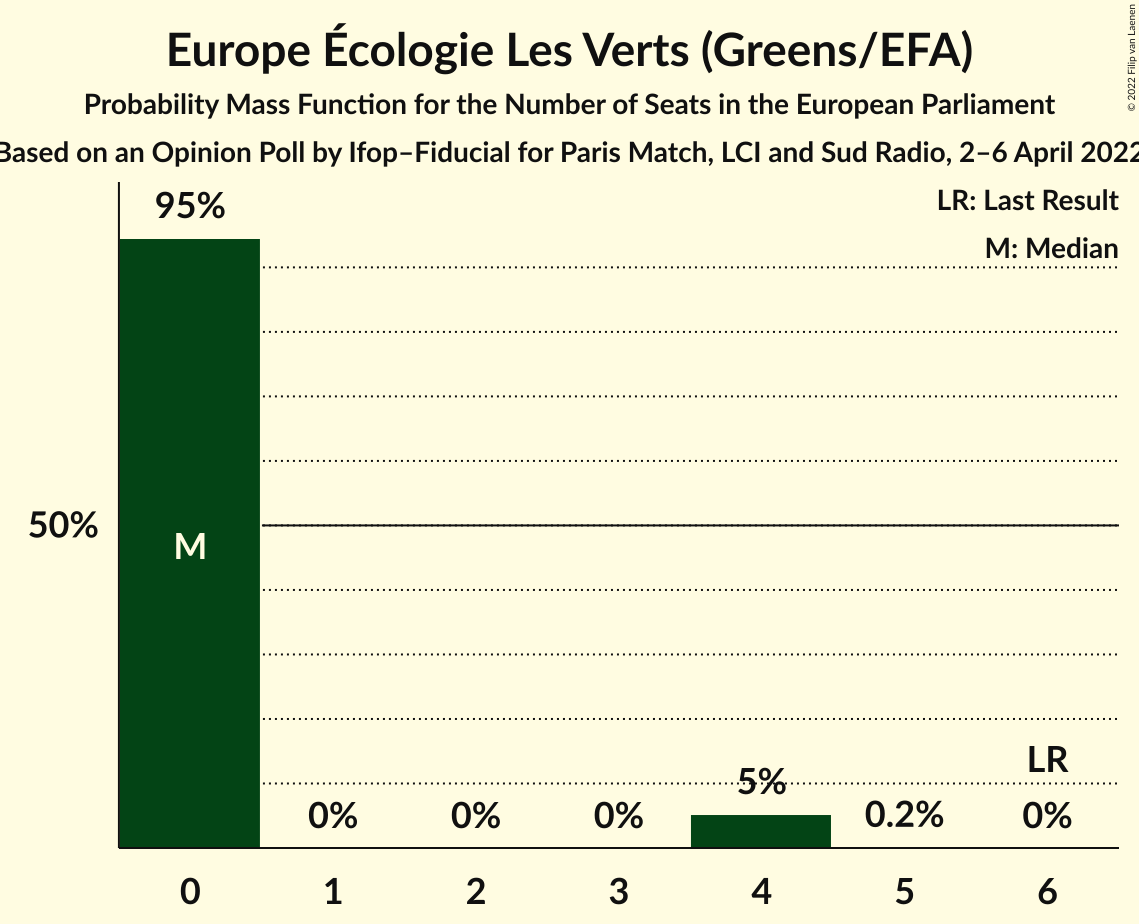 © 2022 Filip van Laenen
Europe Écologie Les Verts (Greens/EFA)
Probability Mass Function for the Number of Seats in the European Parliament
Based on an Opinion Poll by Ifop–Fiducial for Paris Match, LCI and Sud Radio, 2–6 April 2022
LR: Last Result
M: Median
95%
50%
M
LR
5%
0% 0% 0% 0.2% 0%
0 1 2 3 4 5 6